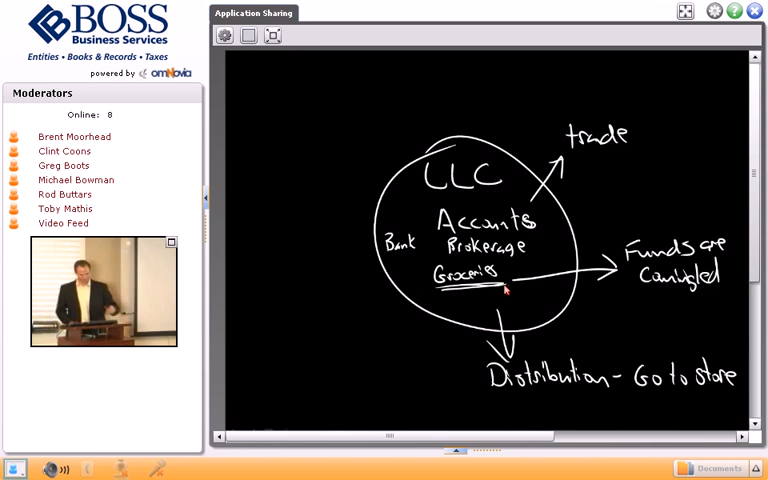 BOSS
Business Services
Entities • Books & Records • Taxes
powered by omNovia
Application Sharing
Moderators
Online: 8
Brent Moorhead
Clint Coons
Greg Boots
Michael Bowman
Rod Buttars
Toby Mathis
Video Feed
trade
LLC
Accounts
Bank Brokerage
Groceries
Funds are
Comingled
Distribution - Go to store
Documents